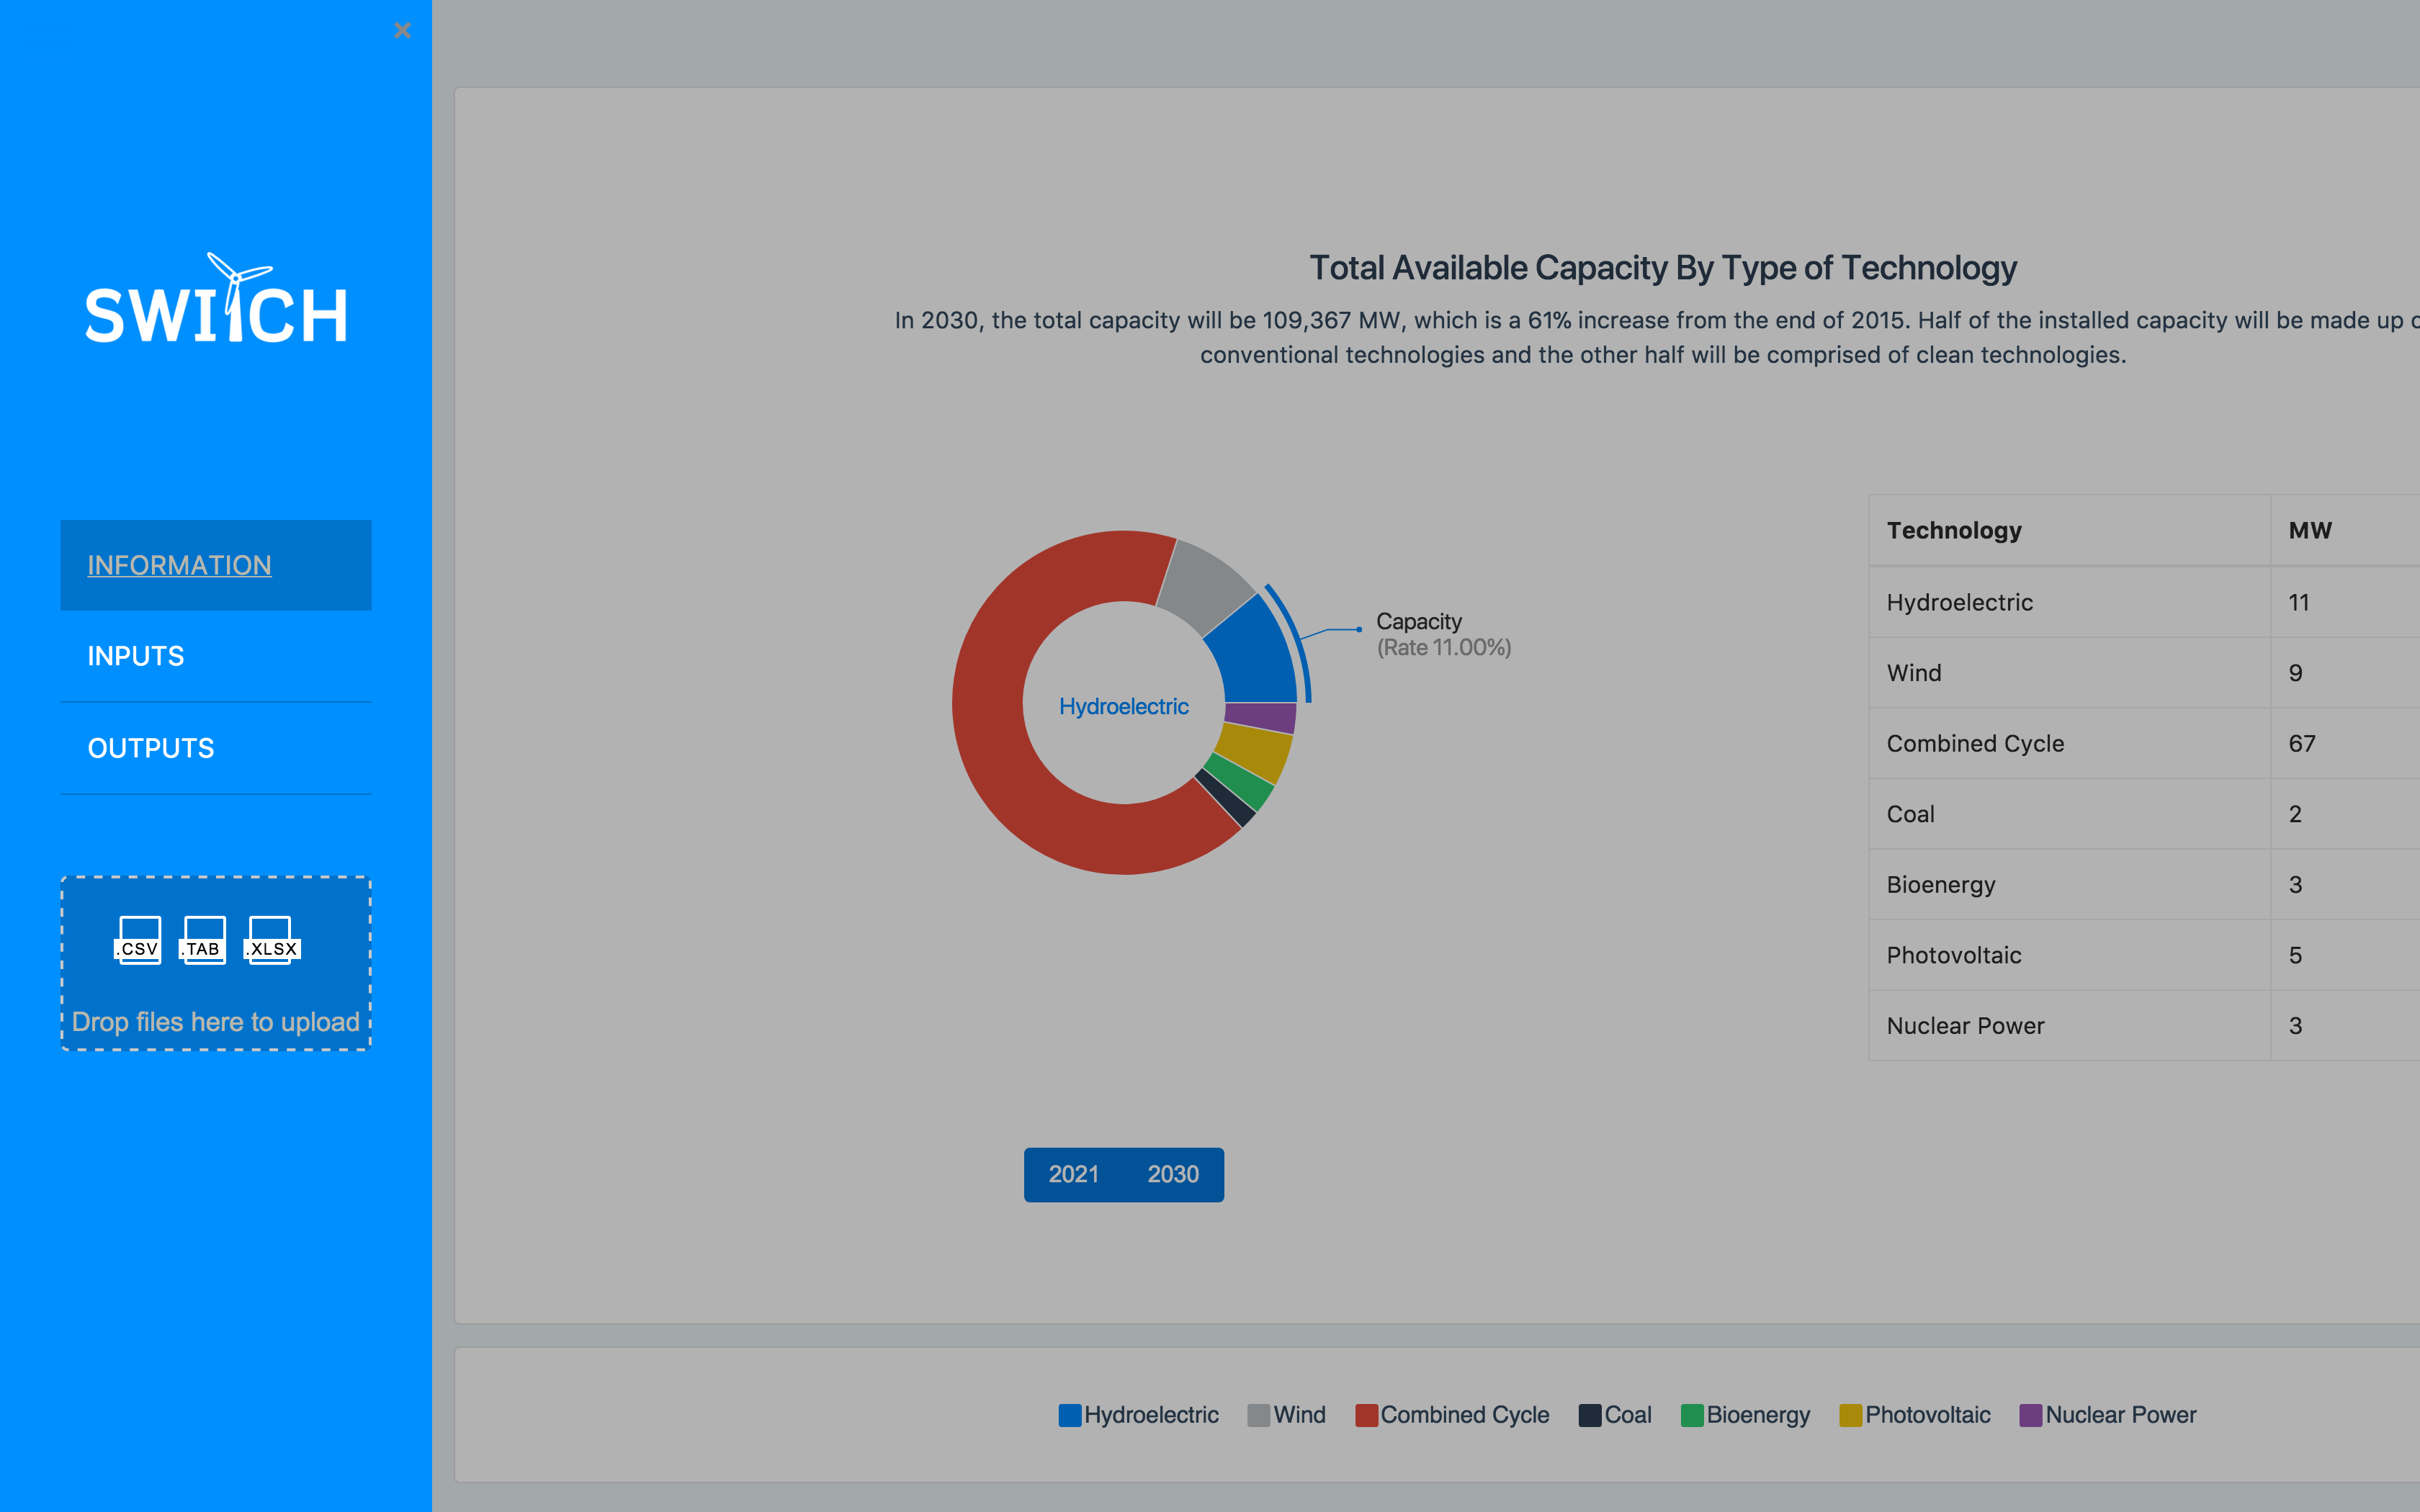 ×
SWITCH
INFORMATION
INPUTS
OUTPUTS
.CSV .TAB .XLSX
Drop files here to upload
Total Available Capacity By Type of Technology
In 2030, the total capacity will be 109,367 MW, which is a 61% increase from the end of 2015. Half of the installed capacity will be made up
conventional technologies and the other half will be comprised of clean technologies.
Hydroelectric
Capacity
(Rate 11.00%)
2021 2030
Technology MW
Hydroelectric 11
Wind 9
Combined Cycle 67
Coal 2
Bioenergy 3
Photovoltaic 5
Nuclear Power 3
Hydroelectric Wind Combined Cycle Coal Bioenergy Photovoltaic Nuclear Power